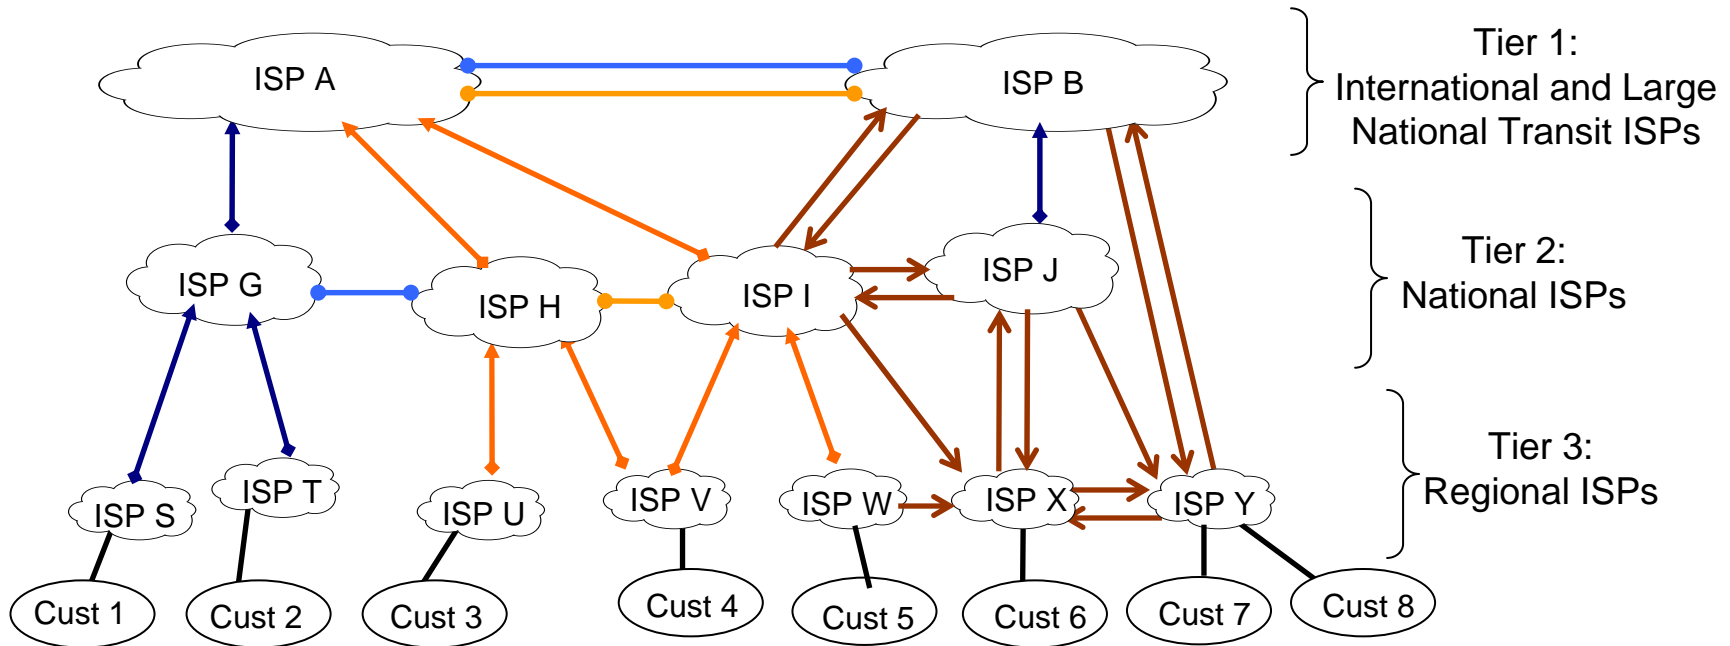 ISP A
ISP B
Tier 1:
International and Large
National Transit ISPs
ISP G
ISP H
ISP I
ISP J
Tier 2:
National ISPs
ISP S
ISP T
ISP U
ISP V
ISP W
ISP X
ISP Y
Tier 3:
Regional ISPs
Cust 1
Cust 2
Cust 3
Cust 4
Cust 5
Cust 6
Cust 7
Cust 8